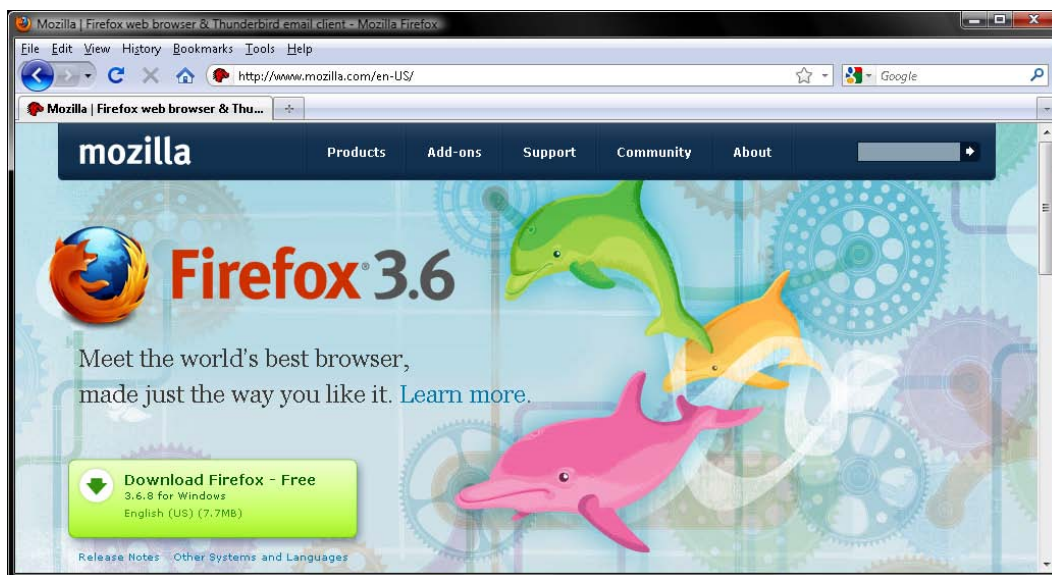 Mozilla | Firefox web browser & Thunderbird email client - Mozilla Firefox
File Edit View History Bookmarks Tools Help
http://www.mozilla.com/en-US/ Google
Mozilla | Firefox web browser & Thu...
mozilla Products Add-ons Support Community About
Firefox® 3.6
Meet the world's best browser,
made just the way you like it. Learn more.
Download Firefox - Free
3.6.8 for Windows
English (US) (7.7MB)
Release Notes Other Systems and Languages